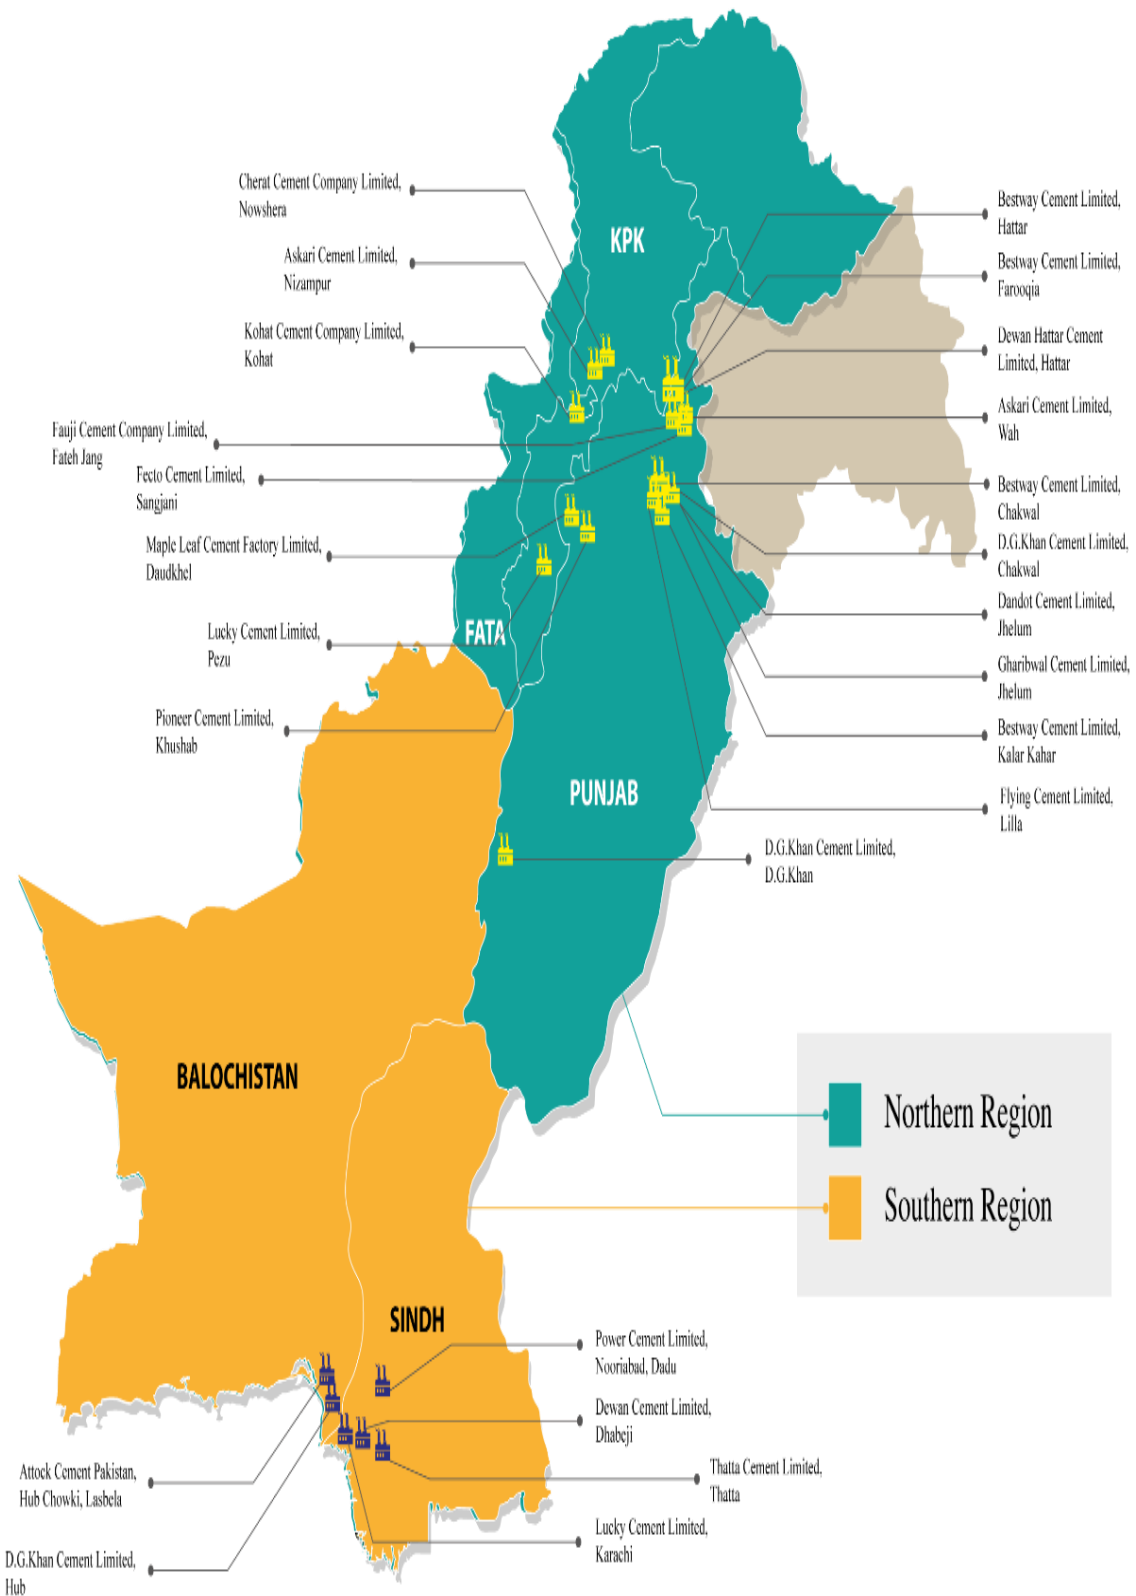 Cherat Cement Company Limited,
Nowshera
Askari Cement Limited,
Nizampur
Kohat Cement Company Limited,
Kohat
Fauji Cement Company Limited,
Fateh Jang
Fecto Cement Limited,
Sangjani
Maple Leaf Cement Factory Limited,
Daudkhel
Lucky Cement Limited,
Pezu
Pioneer Cement Limited,
Khushab
KPK
FATA
PUNJAB
Bestway Cement Limited,
Hattar
Bestway Cement Limited,
Farooqia
Dewan Hattar Cement
Limited, Hattar
Askari Cement Limited,
Wah
Bestway Cement Limited,
Chakwal
D.G.Khan Cement Limited,
Chakwal
Dandot Cement Limited,
Jhelum
Gharibwal Cement Limited,
Jhelum
Bestway Cement Limited,
Kalar Kahar
Flying Cement Limited,
Lilla
D.G.Khan Cement Limited,
D.G.Khan
BALOCHISTAN
SINDH
Northern Region
Southern Region
Power Cement Limited,
Nooriabad, Dadu
Dewan Cement Limited,
Dhabeji
Thatta Cement Limited,
Thatta
Lucky Cement Limited,
Karachi
Attock Cement Pakistan,
Hub Chowki, Lasbela
D.G.Khan Cement Limited,
Hub